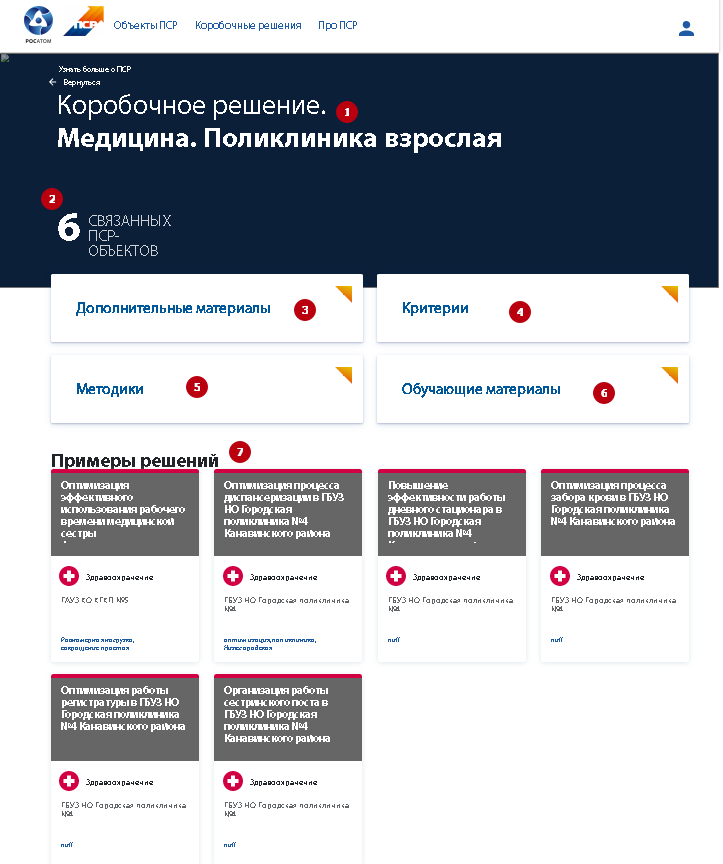 РОСАТОМ
ПСР
Объекты ПСР
Коробочные решения
Про ПСР
Узнать больше о ПСР
Вернуться
Коробочное решение.
1
Медицина. Поликлиника взрослая
2
6
СВЯЗАННЫХ
ПСР-
ОБЪЕКТОВ
Дополнительные материалы
3
Критерии
4
Методики
5
Обучающие материалы
6
Примеры решений
7
Оптимизация
эффективного
использования рабочего
времени медицинской
сестры
Здравоохранение
№5
Равномерная нагрузка,
сокращение простоя
Оптимизация процесса
диспансеризации в ГБУЗ
НО Городская
поликлиника №4
Канавинского района
Здравоохранение
ГБУЗ НО Городская поликлиника
№4
оптимизация, поликлиника,
Нижегородская
Повышение
эффективности работы
дневного стационара в
ГБУЗ НО Городская
поликлиника №4
Здравоохранение
ГБУЗ НО Городская поликлиника
№4
null
Оптимизация процесса
забора крови в ГБУЗ НО
Городская поликлиника
№4 Канавинского района
Здравоохранение
ГБУЗ НО Городская поликлиника
№4
null
Оптимизация работы
регистратуры в ГБУЗ НО
Городская поликлиника
№4 Канавинского района
Здравоохранение
ГБУЗ НО Городская поликлиника
№4
null
Организация работы
сестринского поста в
ГБУЗ НО Городская
поликлиника №4
Канавинского района
Здравоохранение
ГБУЗ НО Городская поликлиника
№4
null